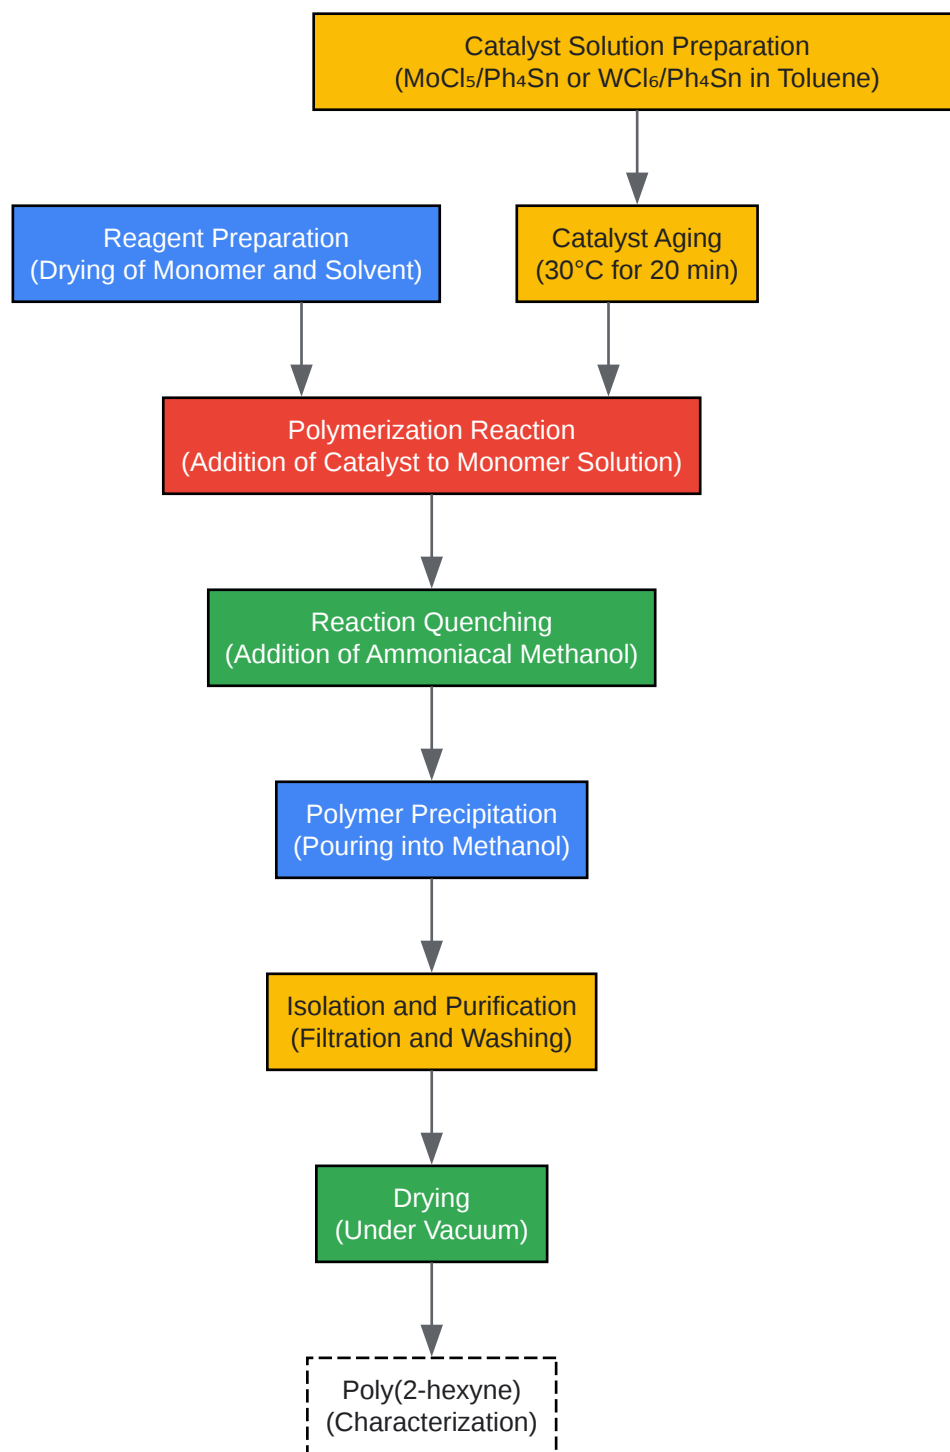 Catalyst Solution Preparation
(MoCl₅/Ph₄Sn or WCl₆/Ph₄Sn in Toluene)
Reagent Preparation
(Drying of Monomer and Solvent)
Catalyst Aging
(30°C for 20 min)
Polymerization Reaction
(Addition of Catalyst to Monomer Solution)
Reaction Quenching
(Addition of Ammoniacal Methanol)
Polymer Precipitation
(Pouring into Methanol)
Isolation and Purification
(Filtration and Washing)
Drying
(Under Vacuum)
Poly(2-hexyne)
(Characterization)